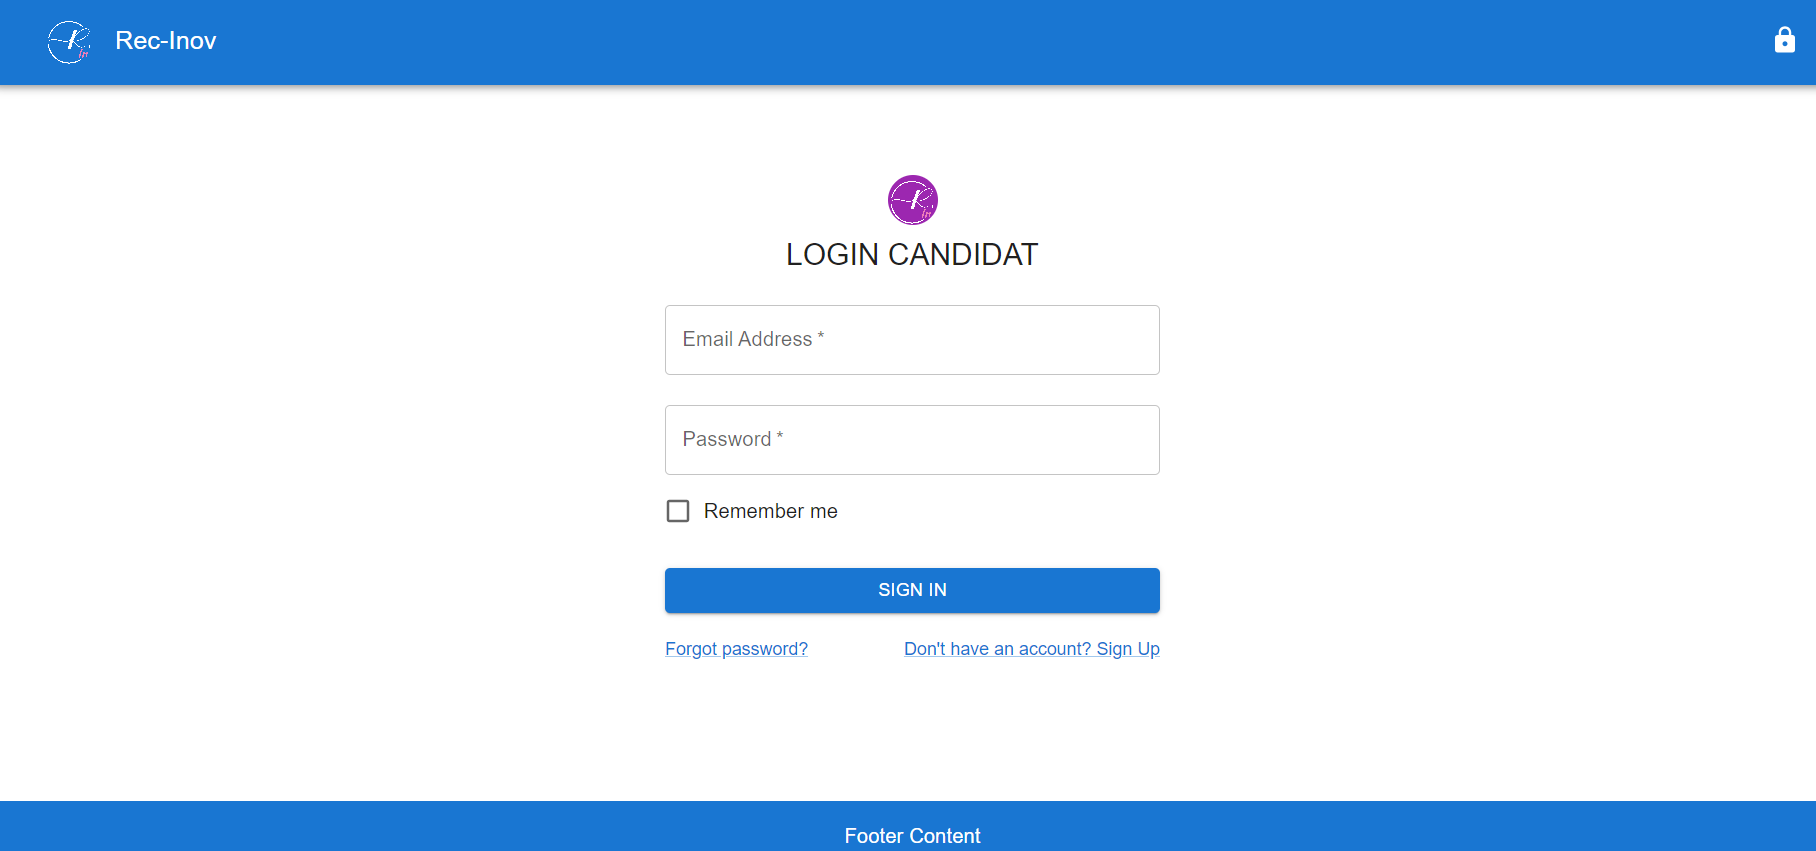 Rec-Inov
LOGIN CANDIDAT
Email Address *
Password *
Remember me
SIGN IN
Forgot password? Don't have an account? Sign Up
Footer Content